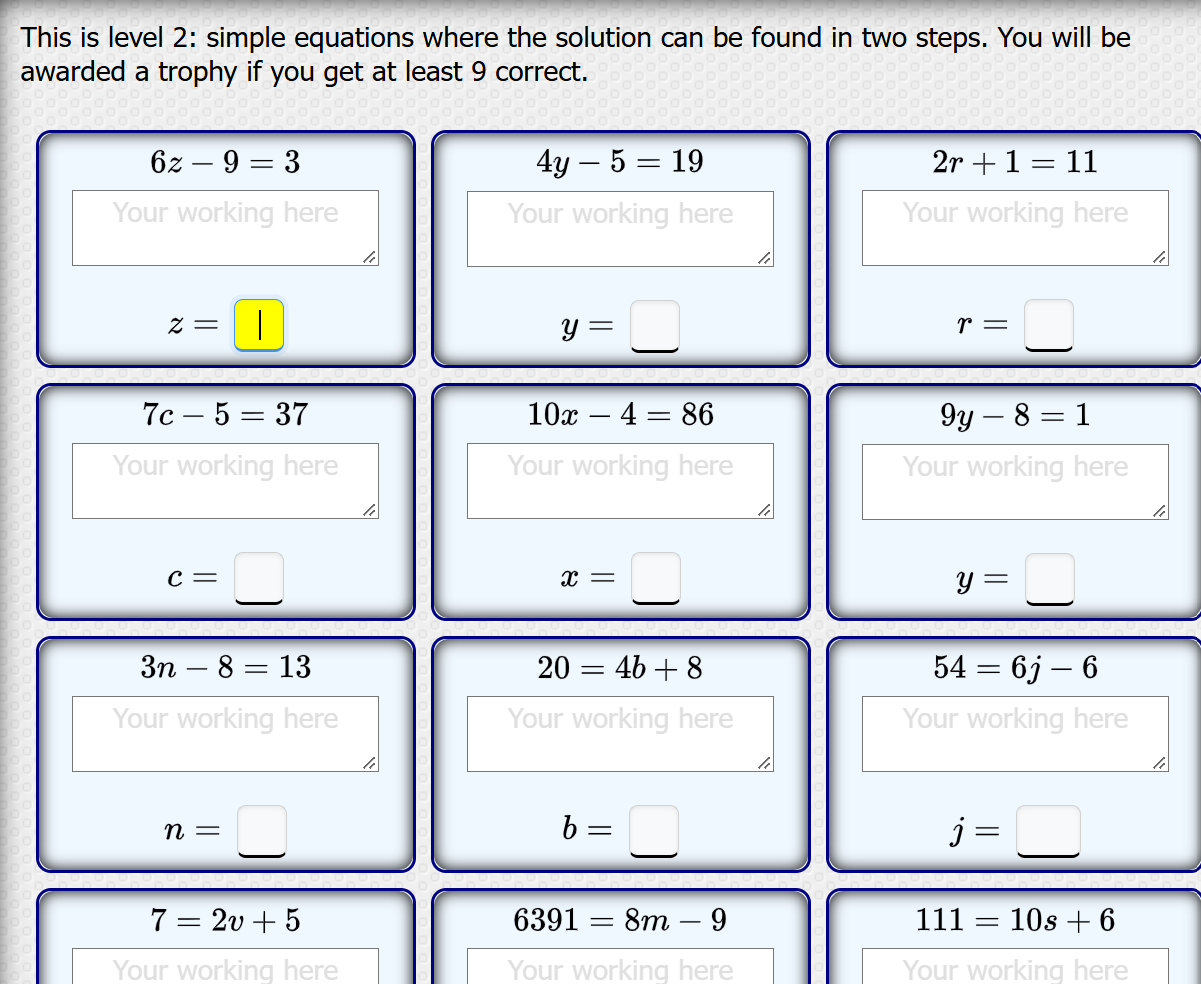 This is level 2: simple equations where the solution can be found in two steps. You will be
awarded a trophy if you get at least 9 correct.
6z − 9 = 3
4y − 5 = 19
2r + 1 = 11
Your working here
Your working here
Your working here
z =
y =
r =
7c − 5 = 37
10x − 4 = 86
9y − 8 = 1
Your working here
Your working here
Your working here
c =
x =
y =
3n − 8 = 13
20 = 4b + 8
54 = 6j − 6
Your working here
Your working here
Your working here
n =
b =
j =
7 = 2v + 5
6391 = 8m − 9
111 = 10s + 6
Your working here
Your working here
Your working here